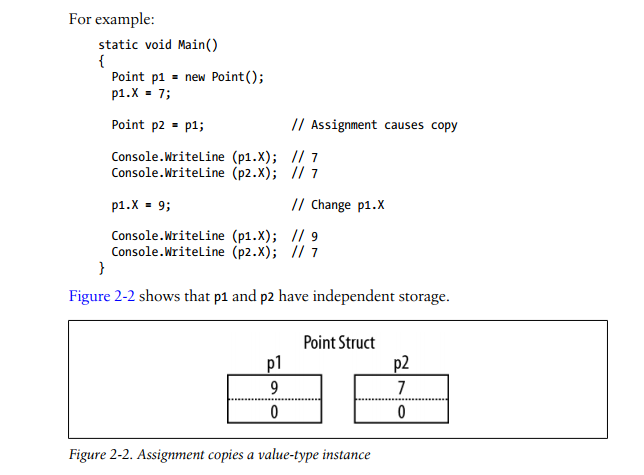 For example:
static void Main()
{
Point p1 = new Point();
p1.X = 7;
Point p2 = p1; // Assignment causes copy
Console.WriteLine (p1.X); // 7
Console.WriteLine (p2.X); // 7
p1.X = 9; // Change p1.X
Console.WriteLine (p1.X); // 9
Console.WriteLine (p2.X); // 7
}
Figure 2-2 shows that p1 and p2 have independent storage.
Point Struct
p1 p2
9 7
0 0
Figure 2-2. Assignment copies a value-type instance